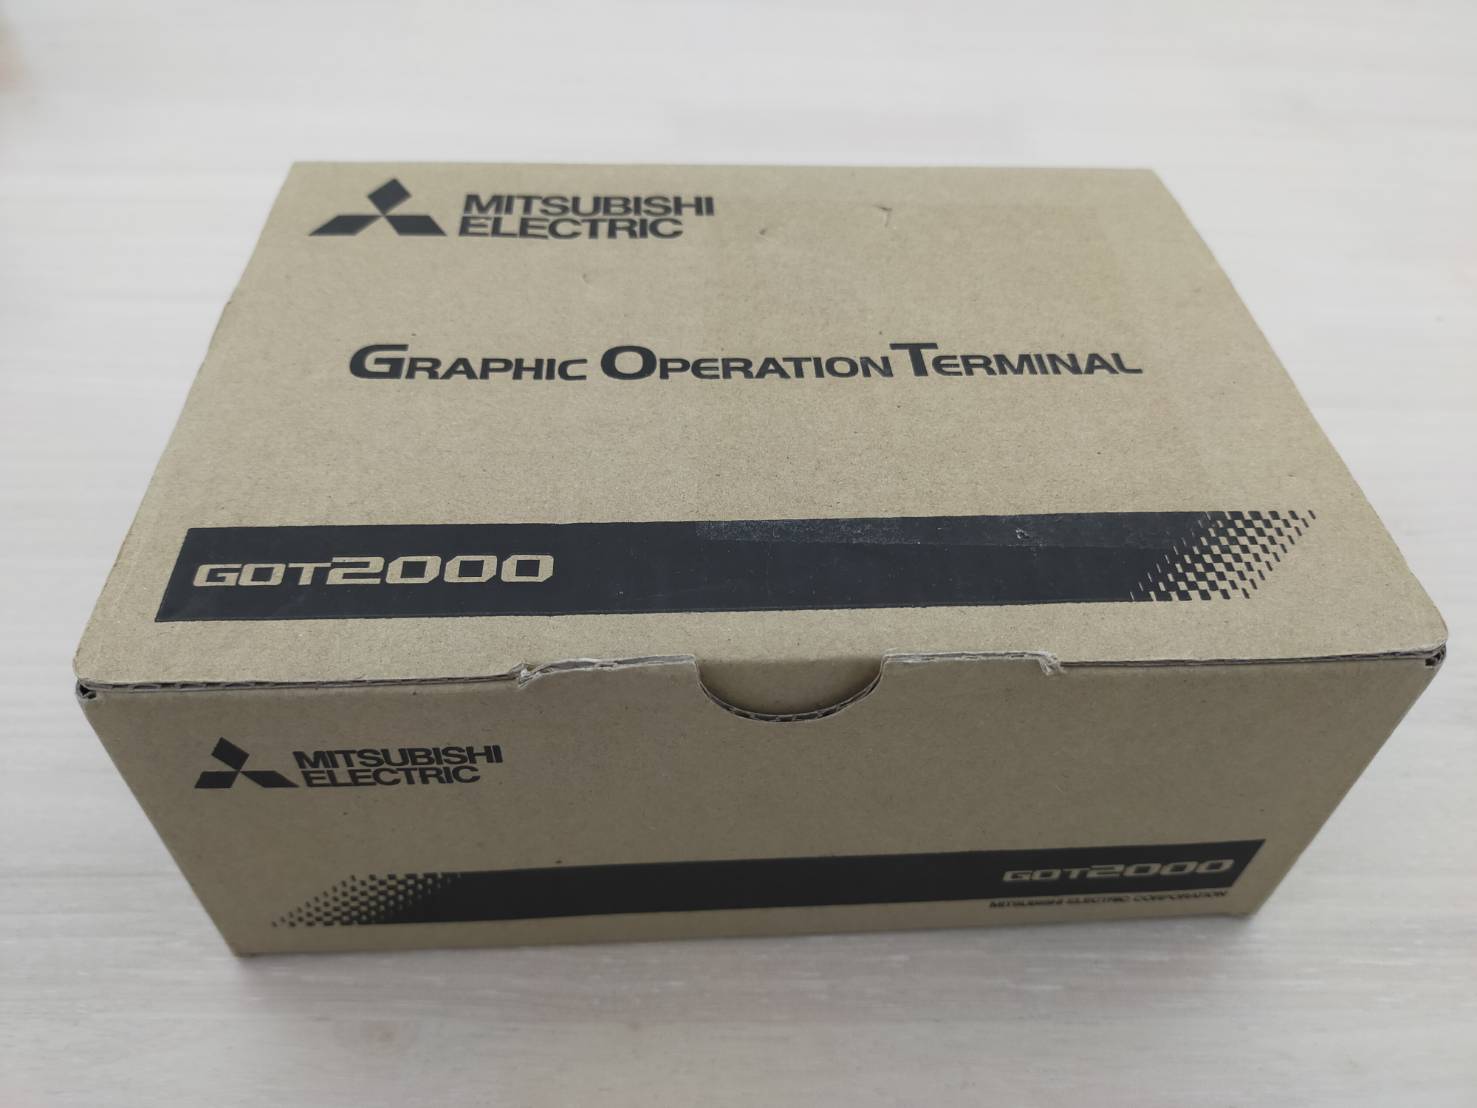 MITSUBISHI
ELECTRIC
GRAPHIC OPERATION TERMINAL
GOT2000
MITSUBISHI
ELECTRIC
GOT2000
MITSUBISHI ELECTRIC CORPORATION